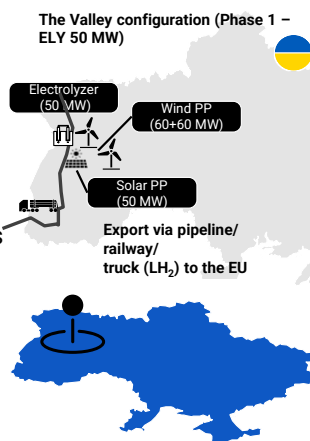 The Valley configuration (Phase 1 –
ELY 50 MW)
Electrolyzer
(50 MW)
Wind PP
(60+60 MW)
Solar PP
(50 MW)
Export via pipeline/
railway/
truck (LH₂) to the EU